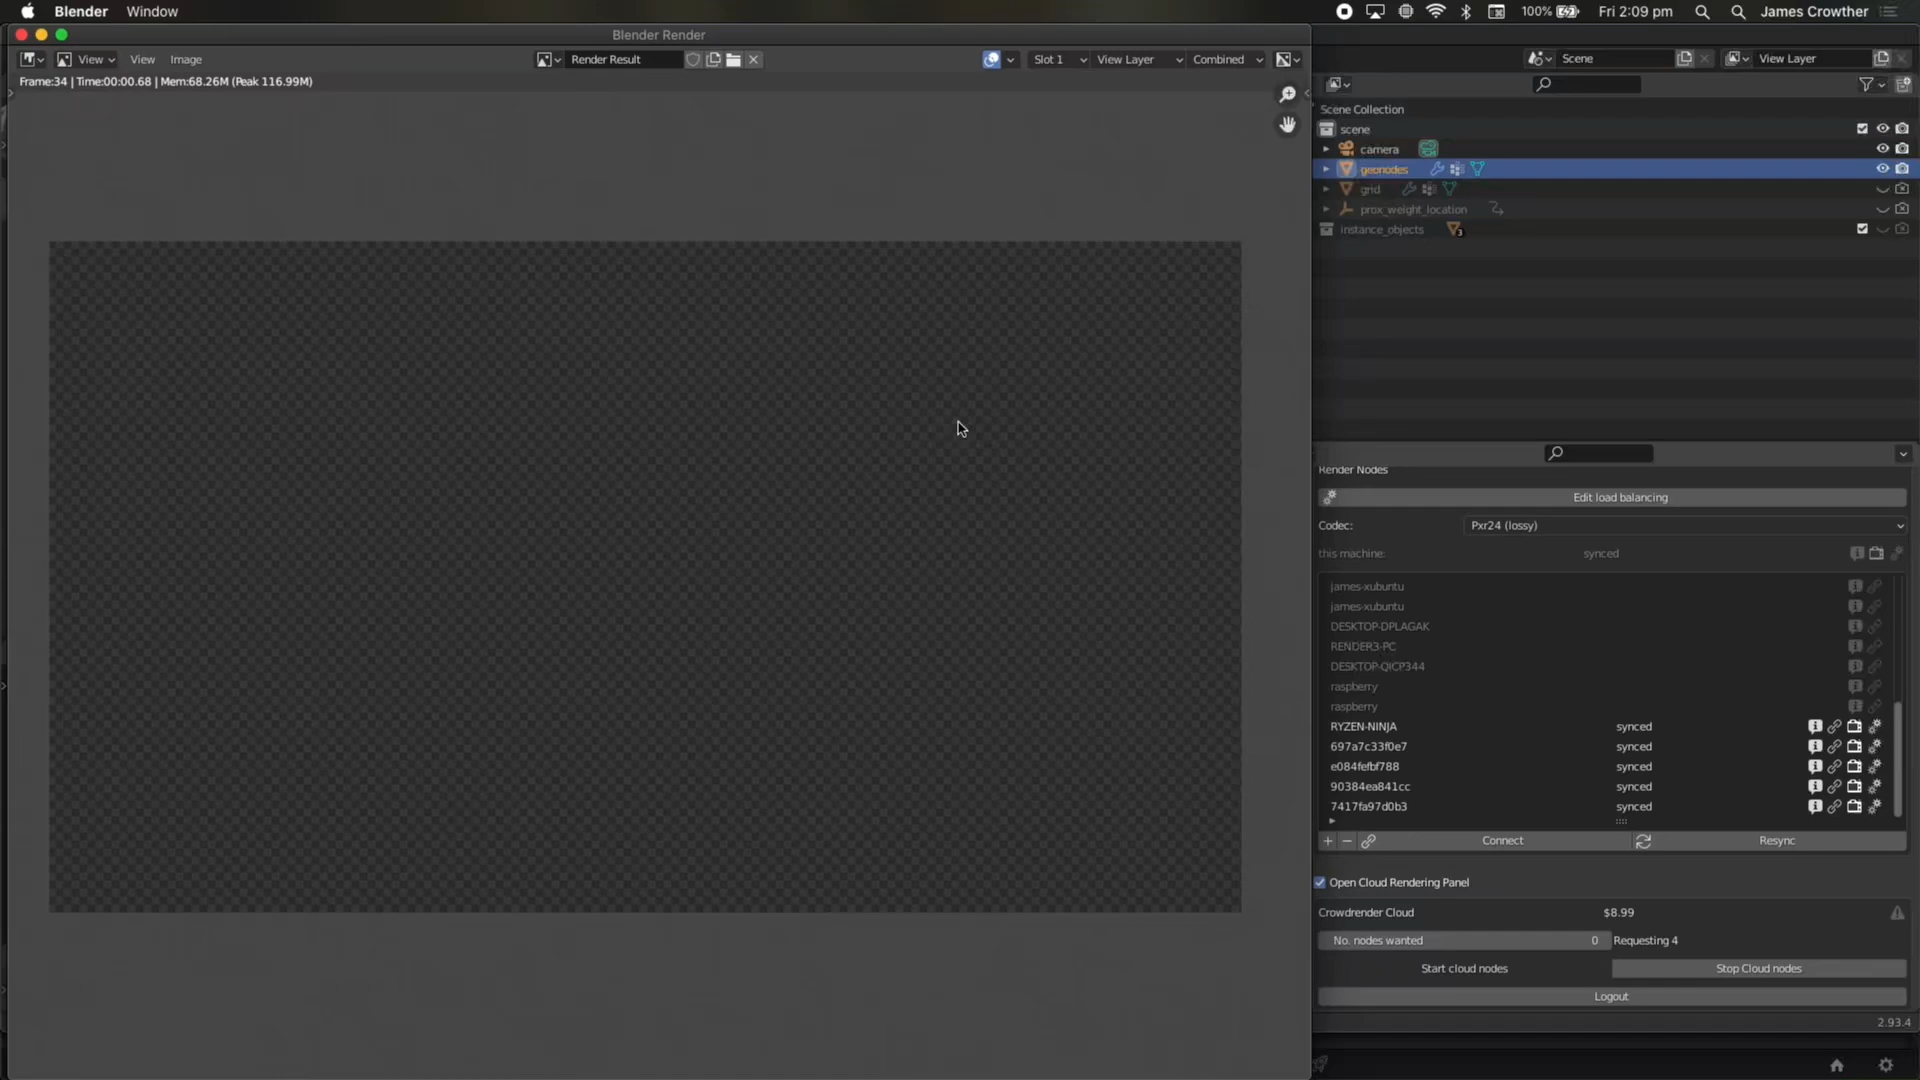 Blender Window 100% Fri 2:09 pm James Crowther
Blender Render
View View Image Render Result Slot 1 View Layer Combined
Frame:34 | Time:00:00.68 | Mem:68.26M (Peak 116.99M)
Scene View Layer
Scene Collection
scene
camera
geonodes
grid
prox_weight_location
instance_objects 3
Render Nodes
Edit load balancing
Codec: Pxr24 (lossy)
this machine: synced
james-xubuntu
james-xubuntu
DESKTOP-DPLAGAK
RENDER3-PC
DESKTOP-QICP344
raspberry
raspberry
RYZEN-NINJA synced
697a7c33f0e7 synced
e084fefbf788 synced
90384ea841cc synced
7417fa97d0b3 synced
Connect Resync
Open Cloud Rendering Panel
Crowdrender Cloud $8.99
No. nodes wanted 0 Requesting 4
Start cloud nodes Stop Cloud nodes
Logout
2.93.4